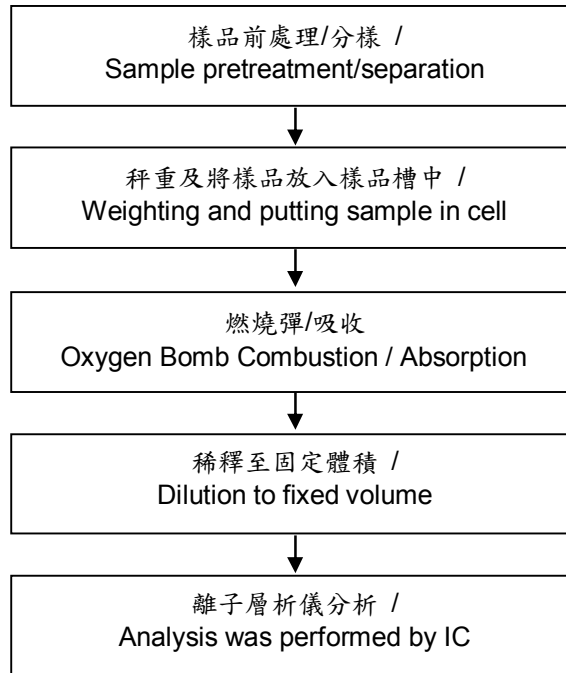 樣品前處理/分樣 /
Sample pretreatment/separation
秤重及將樣品放入樣品槽中 /
Weighting and putting sample in cell
燃燒彈/吸收
Oxygen Bomb Combustion / Absorption
稀釋至固定體積 /
Dilution to fixed volume
離子層析儀分析 /
Analysis was performed by IC